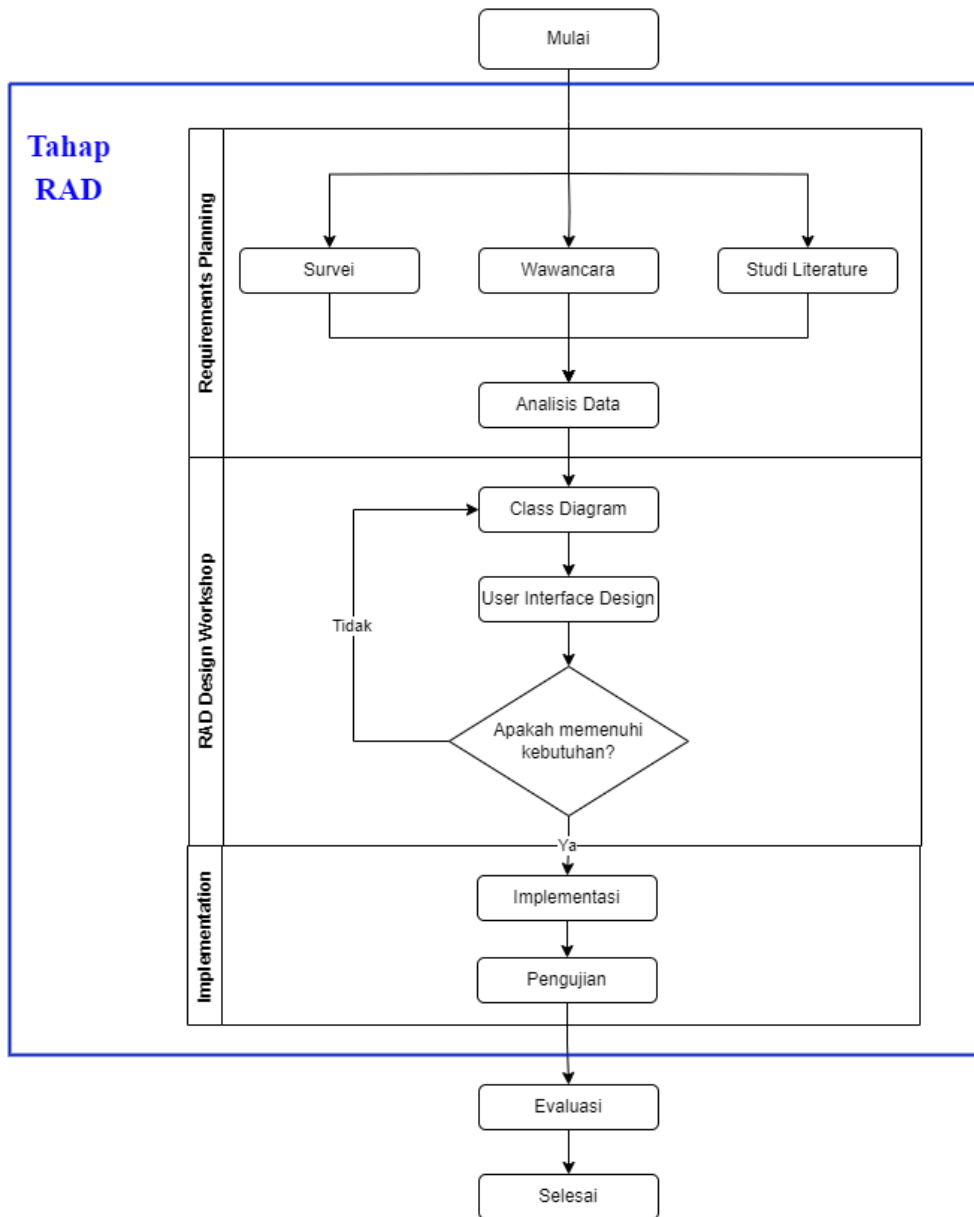 Mulai
Tahap
RAD
Requirements Planning
Survei
Wawancara
Studi Literature
Analisis Data
RAD Design Workshop
Class Diagram
User Interface Design
Tidak
Apakah memenuhi
kebutuhan?
Ya
Implementation
Implementasi
Pengujian
Evaluasi
Selesai